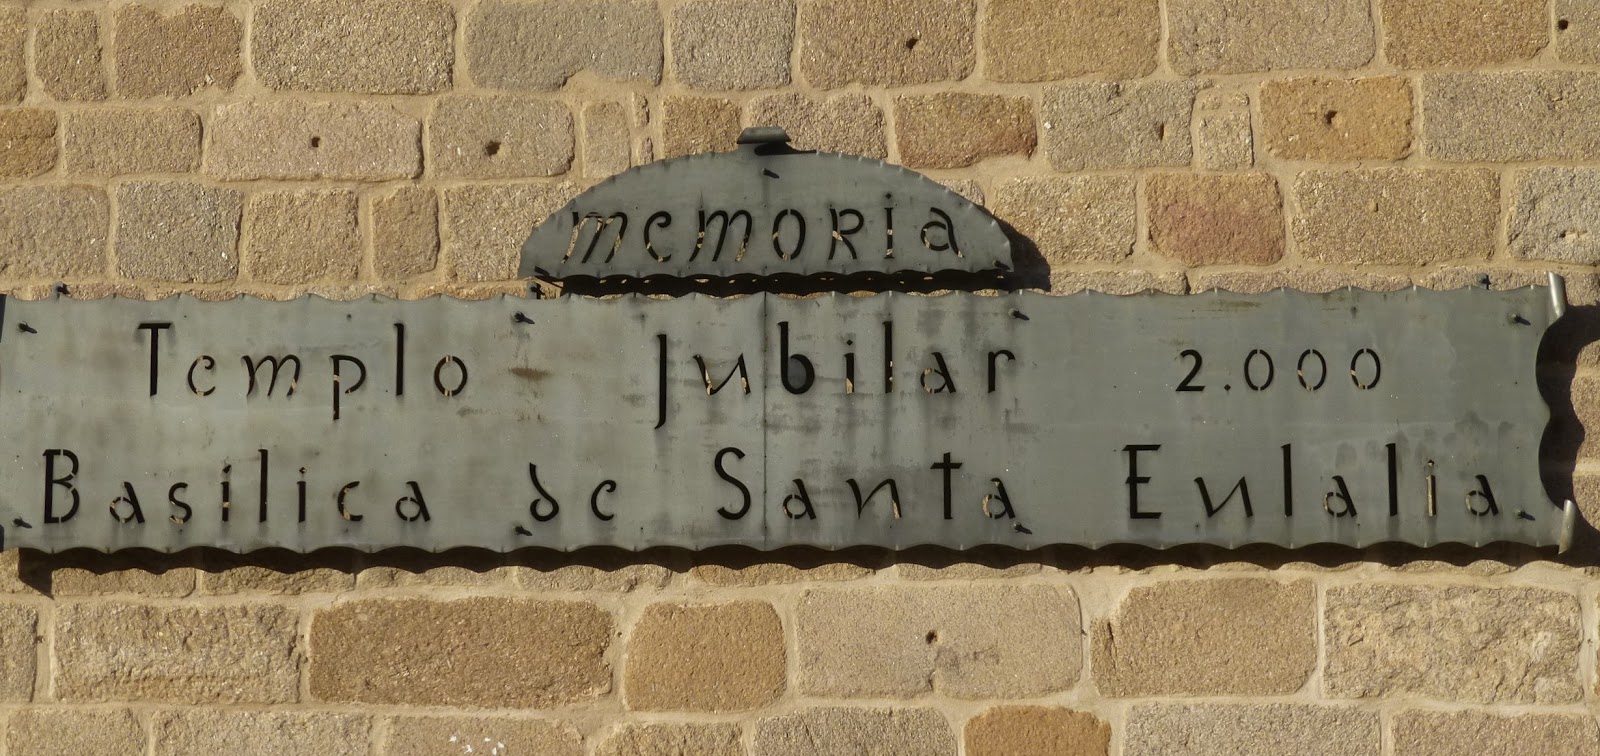 memoria
Templo Jubilar 2.000
Basilica de Santa Eulalia